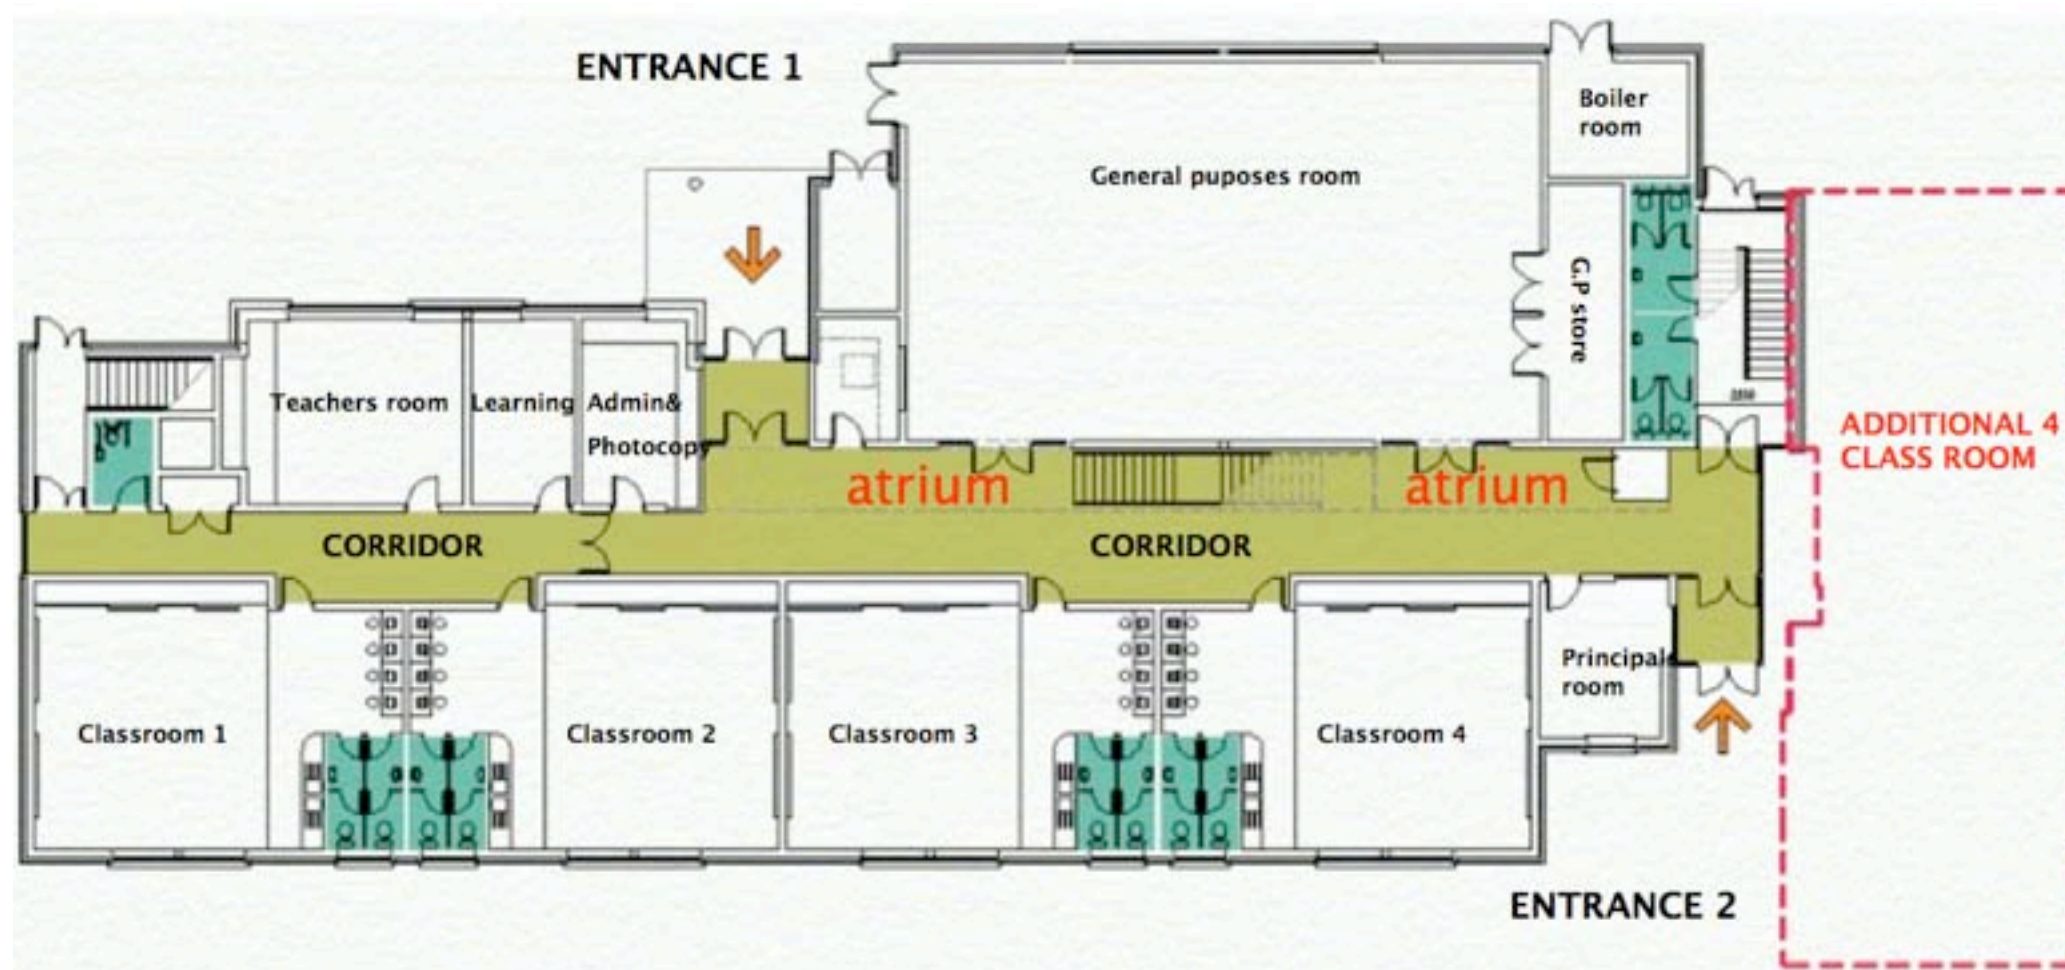 ENTRANCE 1
Boiler
room
General puposes room
G.P store
Teachers room
Learning
Admin&
Photocopy
atrium
atrium
ADDITIONAL 4
CLASS ROOM
CORRIDOR
CORRIDOR
Principal
room
Classroom 1
Classroom 2
Classroom 3
Classroom 4
ENTRANCE 2